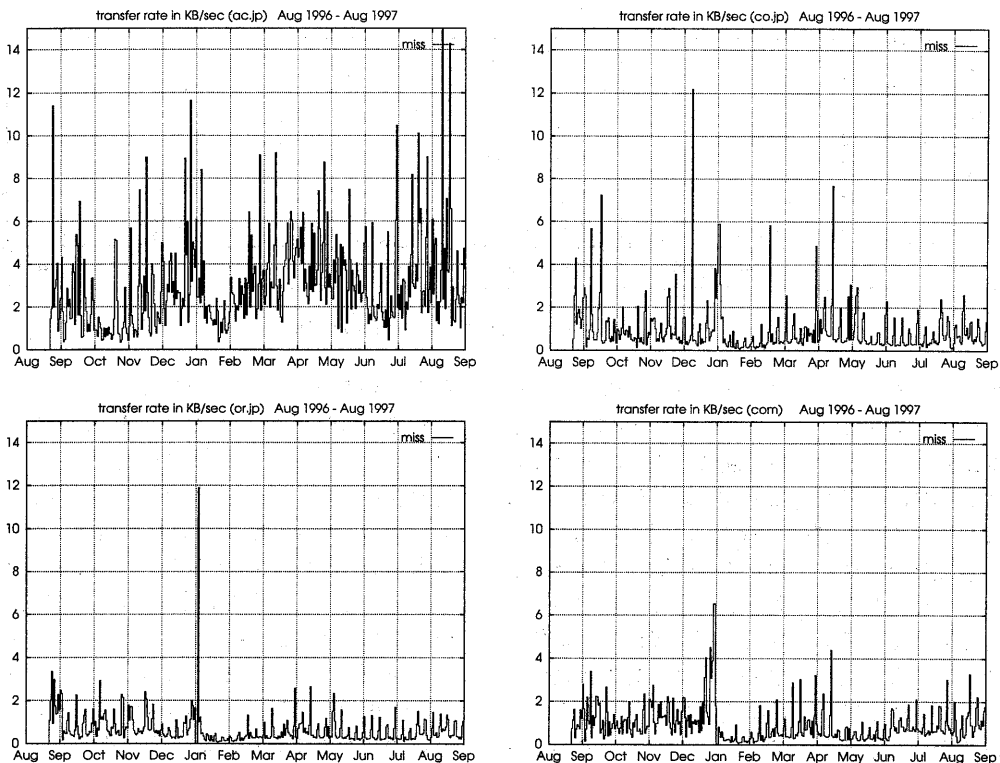 transfer rate in KB/sec (ac.jp) Aug 1996 - Aug 1997
miss
14
12
10
8
6
4
2
0
Aug Sep Oct Nov Dec Jan Feb Mar Apr May Jun Jul Aug Sep
transfer rate in KB/sec (co.jp) Aug 1996 - Aug 1997
miss
14
12
10
8
6
4
2
0
Aug Sep Oct Nov Dec Jan Feb Mar Apr May Jun Jul Aug Sep
transfer rate in KB/sec (or.jp) Aug 1996 - Aug 1997
miss
14
12
10
8
6
4
2
0
Aug Sep Oct Nov Dec Jan Feb Mar Apr May Jun Jul Aug Sep
transfer rate in KB/sec (com) Aug 1996 - Aug 1997
miss
14
12
10
8
6
4
2
0
Aug Sep Oct Nov Dec Jan Feb Mar Apr May Jun Jul Aug Sep